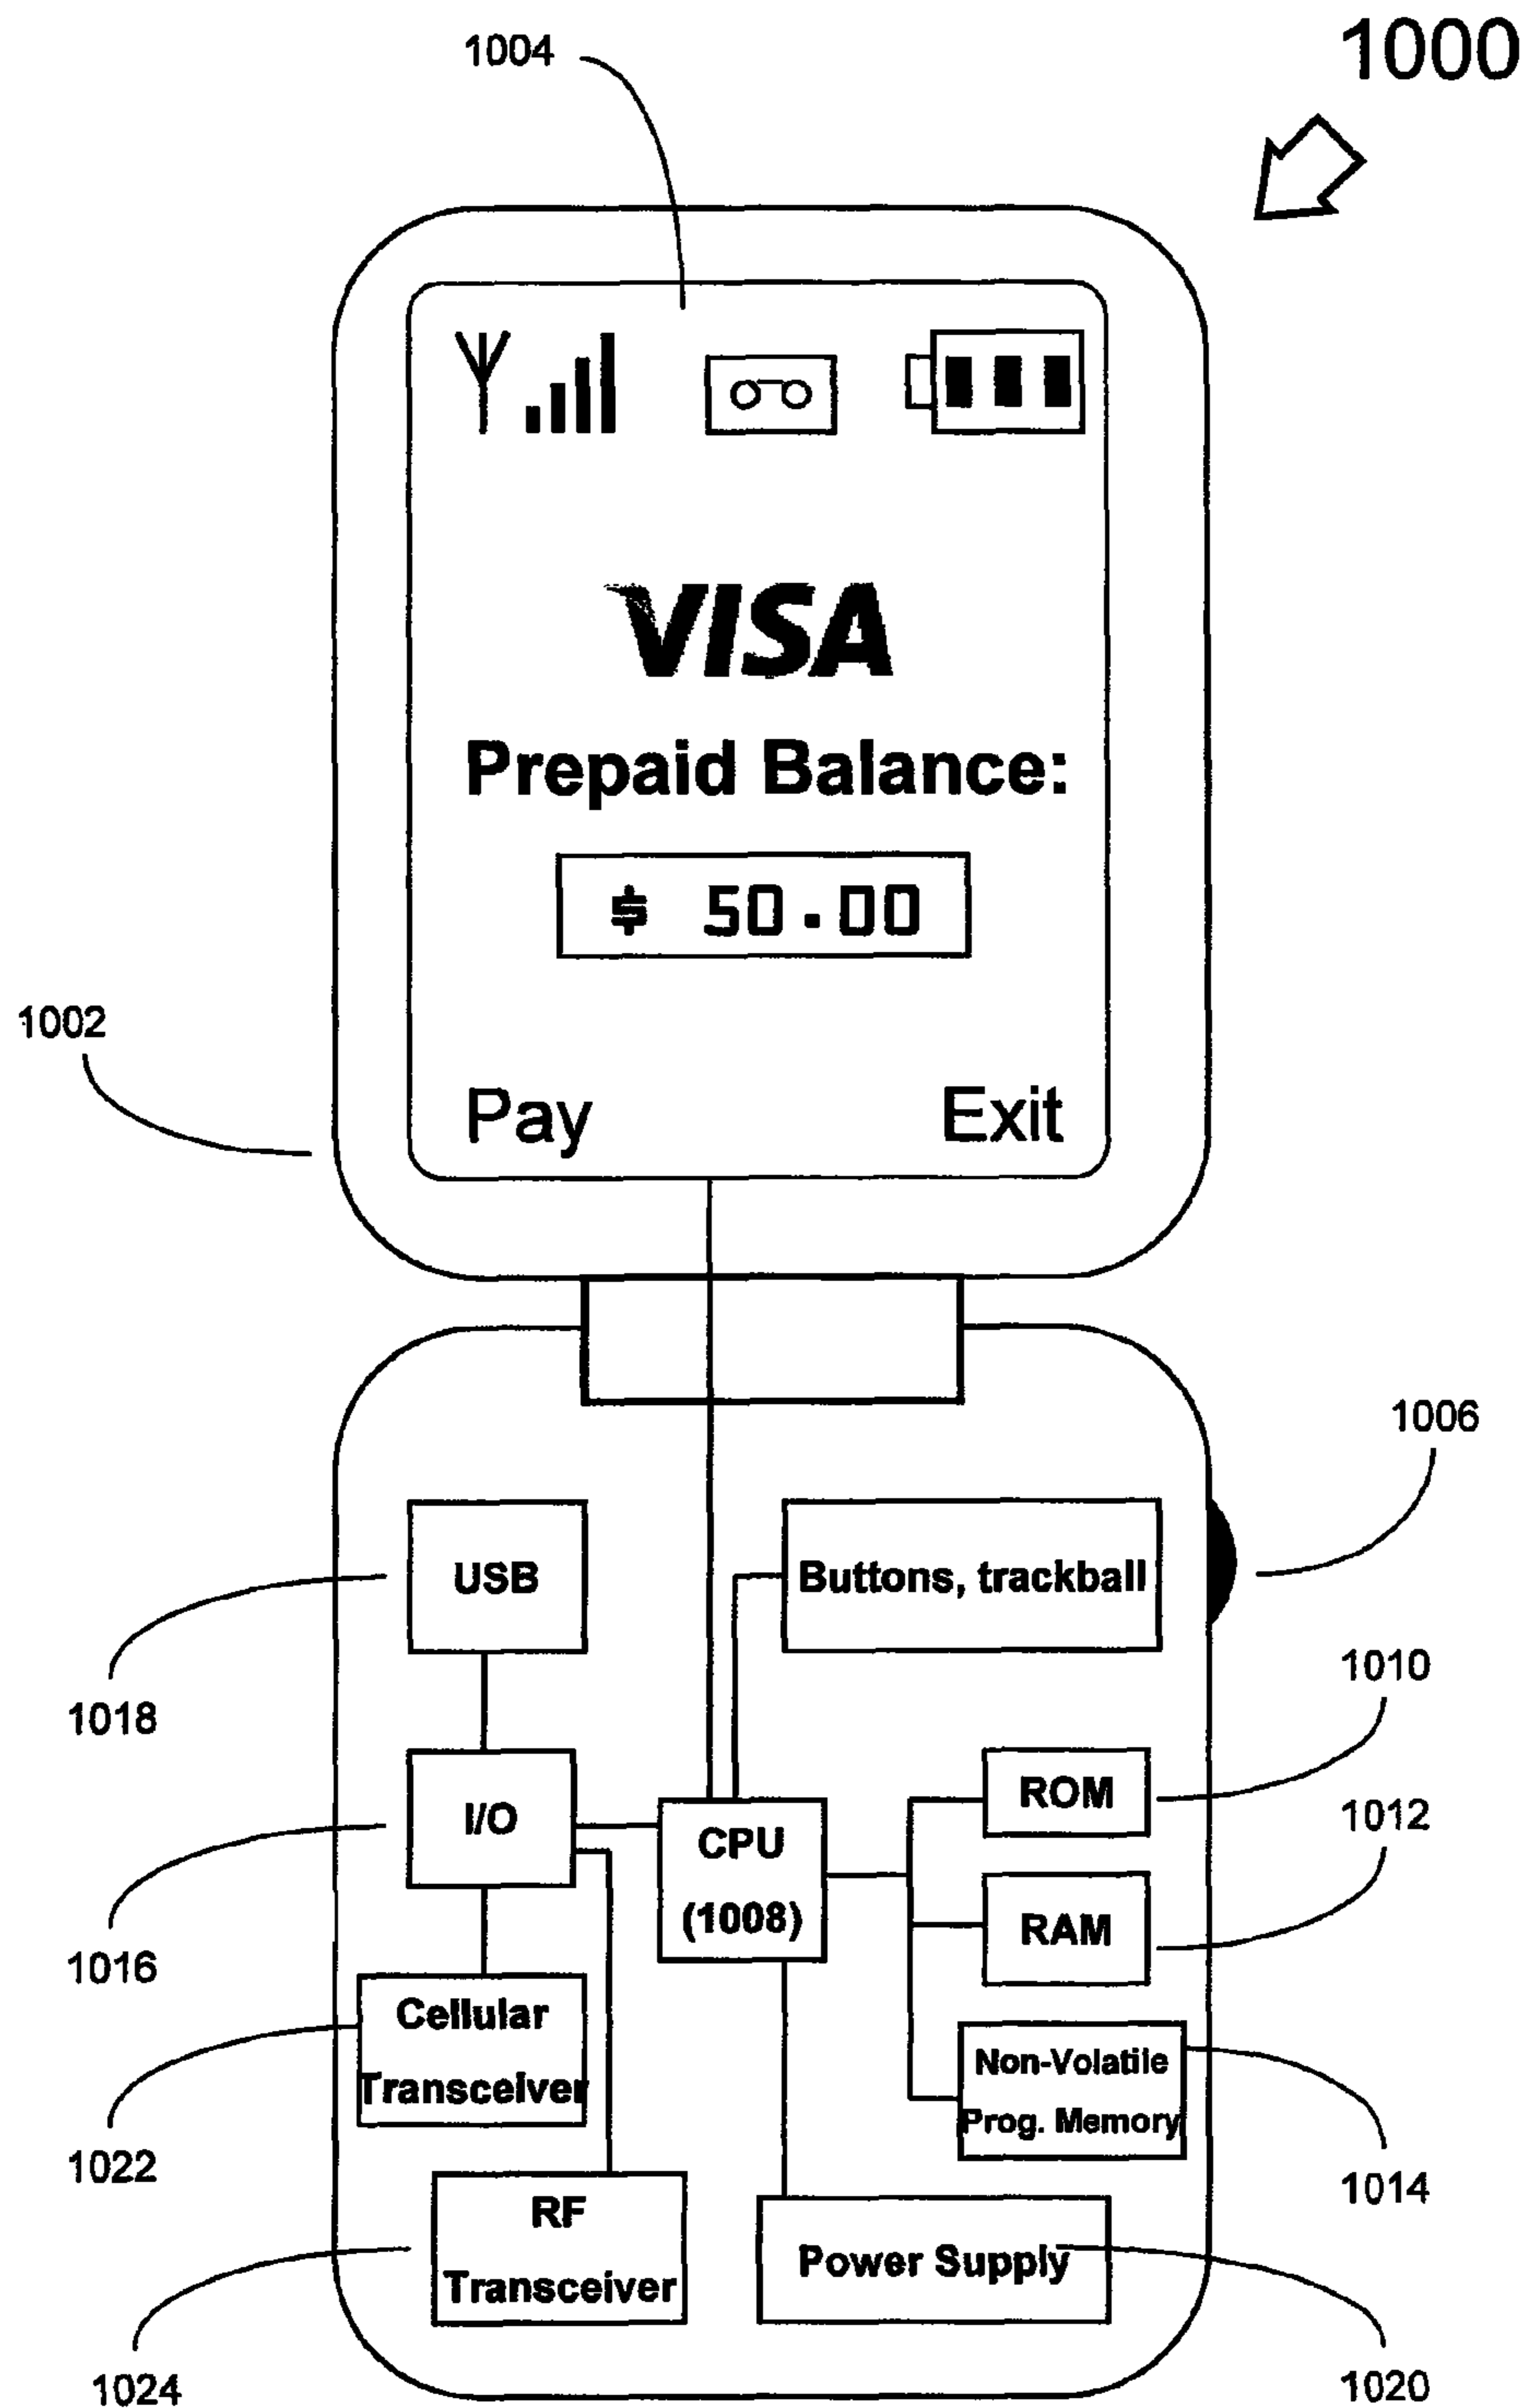 1000
1004
VISA
Prepaid Balance:
$ 50.00
1002
Pay
Exit
1006
USB
Buttons, trackball
1018
1010
ROM
I/O
CPU
(1008)
1012
RAM
1016
Cellular
Transceiver
Non-Volatile
Prog. Memory
1022
1014
RF
Transceiver
Power Supply
1024
1020